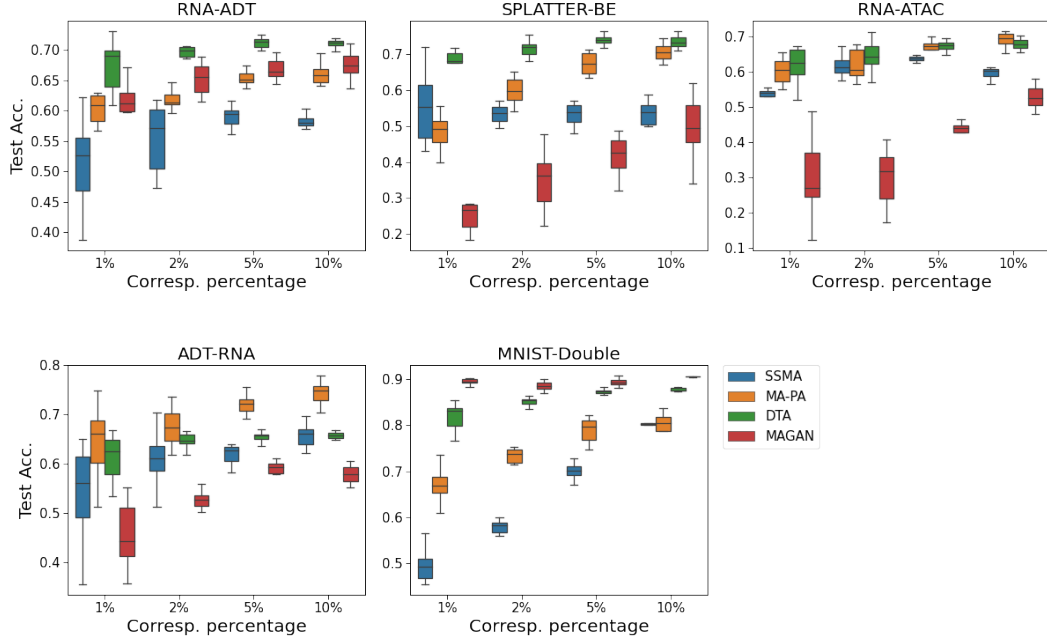 RNA-ADT
Test Acc.
0.70
0.65
0.60
0.55
0.50
0.45
0.40
1% 2% 5% 10%
Corresp. percentage
SPLATTER-BE
0.7
0.6
0.5
0.4
0.3
0.2
1% 2% 5% 10%
Corresp. percentage
RNA-ATAC
0.7
0.6
0.5
0.4
0.3
0.2
0.1
1% 2% 5% 10%
Corresp. percentage
ADT-RNA
Test Acc.
0.8
0.7
0.6
0.5
0.4
1% 2% 5% 10%
Corresp. percentage
MNIST-Double
0.9
0.8
0.7
0.6
0.5
1% 2% 5% 10%
Corresp. percentage
SSMA
MA-PA
DTA
MAGAN